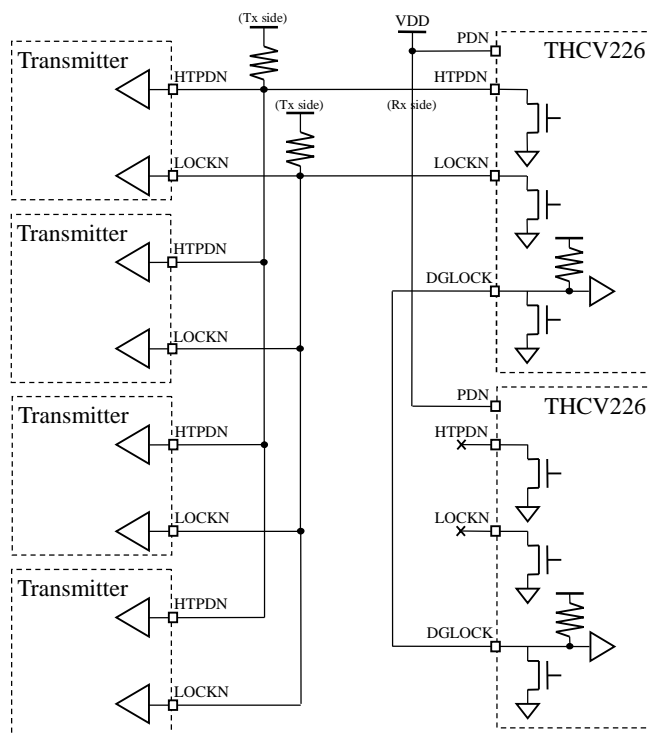 (Tx side)
VDD
PDN
THCV226
Transmitter
HTPDN
HTPDN
(Tx side)
(Rx side)
LOCKN
LOCKN
Transmitter
HTPDN
DGLOCK
LOCKN
PDN
THCV226
Transmitter
HTPDN
HTPDN
LOCKN
LOCKN
Transmitter
HTPDN
DGLOCK
LOCKN